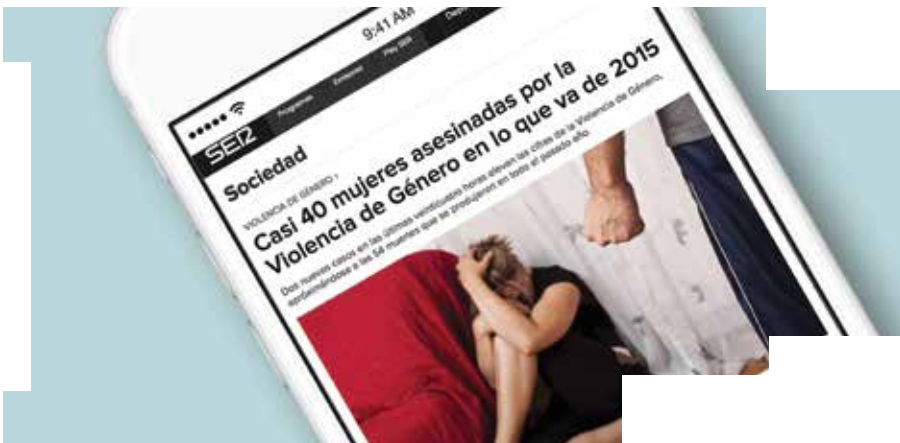 9:41 AM
SER
Programas Emisoras Play SER
Sociedad
VIOLENCIA DE GÉNERO ›
Casi 40 mujeres asesinadas por la
Violencia de Género en lo que va de 2015
Dos nuevos casos en las últimas veinticuatro horas elevan las cifras de la Violencia de Género,
aproximándose a las 54 muertes que se produjeron en todo el pasado año